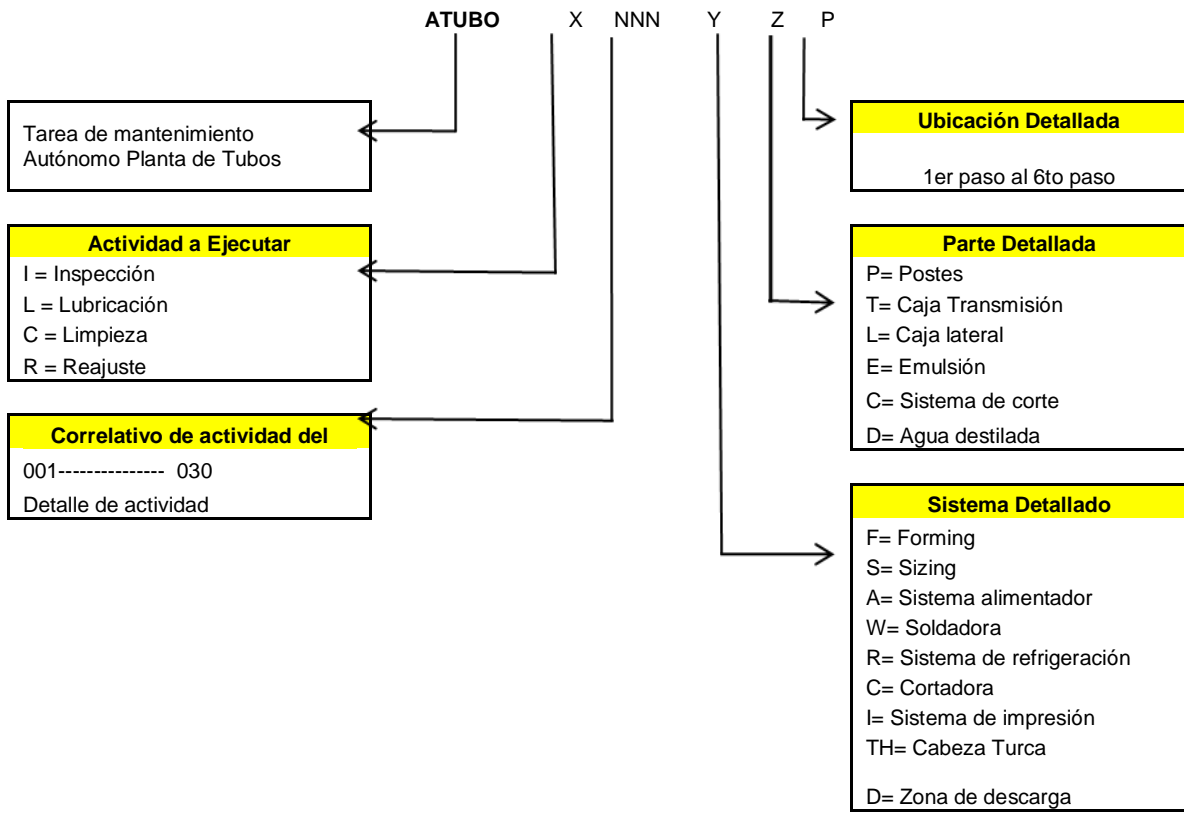 ATUBO X NNN Y Z P
Tarea de mantenimiento
Autónomo Planta de Tubos
Actividad a Ejecutar
I = Inspección
L = Lubricación
C = Limpieza
R = Reajuste
Correlativo de actividad del
001--------------- 030
Detalle de actividad
Ubicación Detallada
1er paso al 6to paso
Parte Detallada
P= Postes
T= Caja Transmisión
L= Caja lateral
E= Emulsión
C= Sistema de corte
D= Agua destilada
Sistema Detallado
F= Forming
S= Sizing
A= Sistema alimentador
W= Soldadora
R= Sistema de refrigeración
C= Cortadora
I= Sistema de impresión
TH= Cabeza Turca
D= Zona de descarga